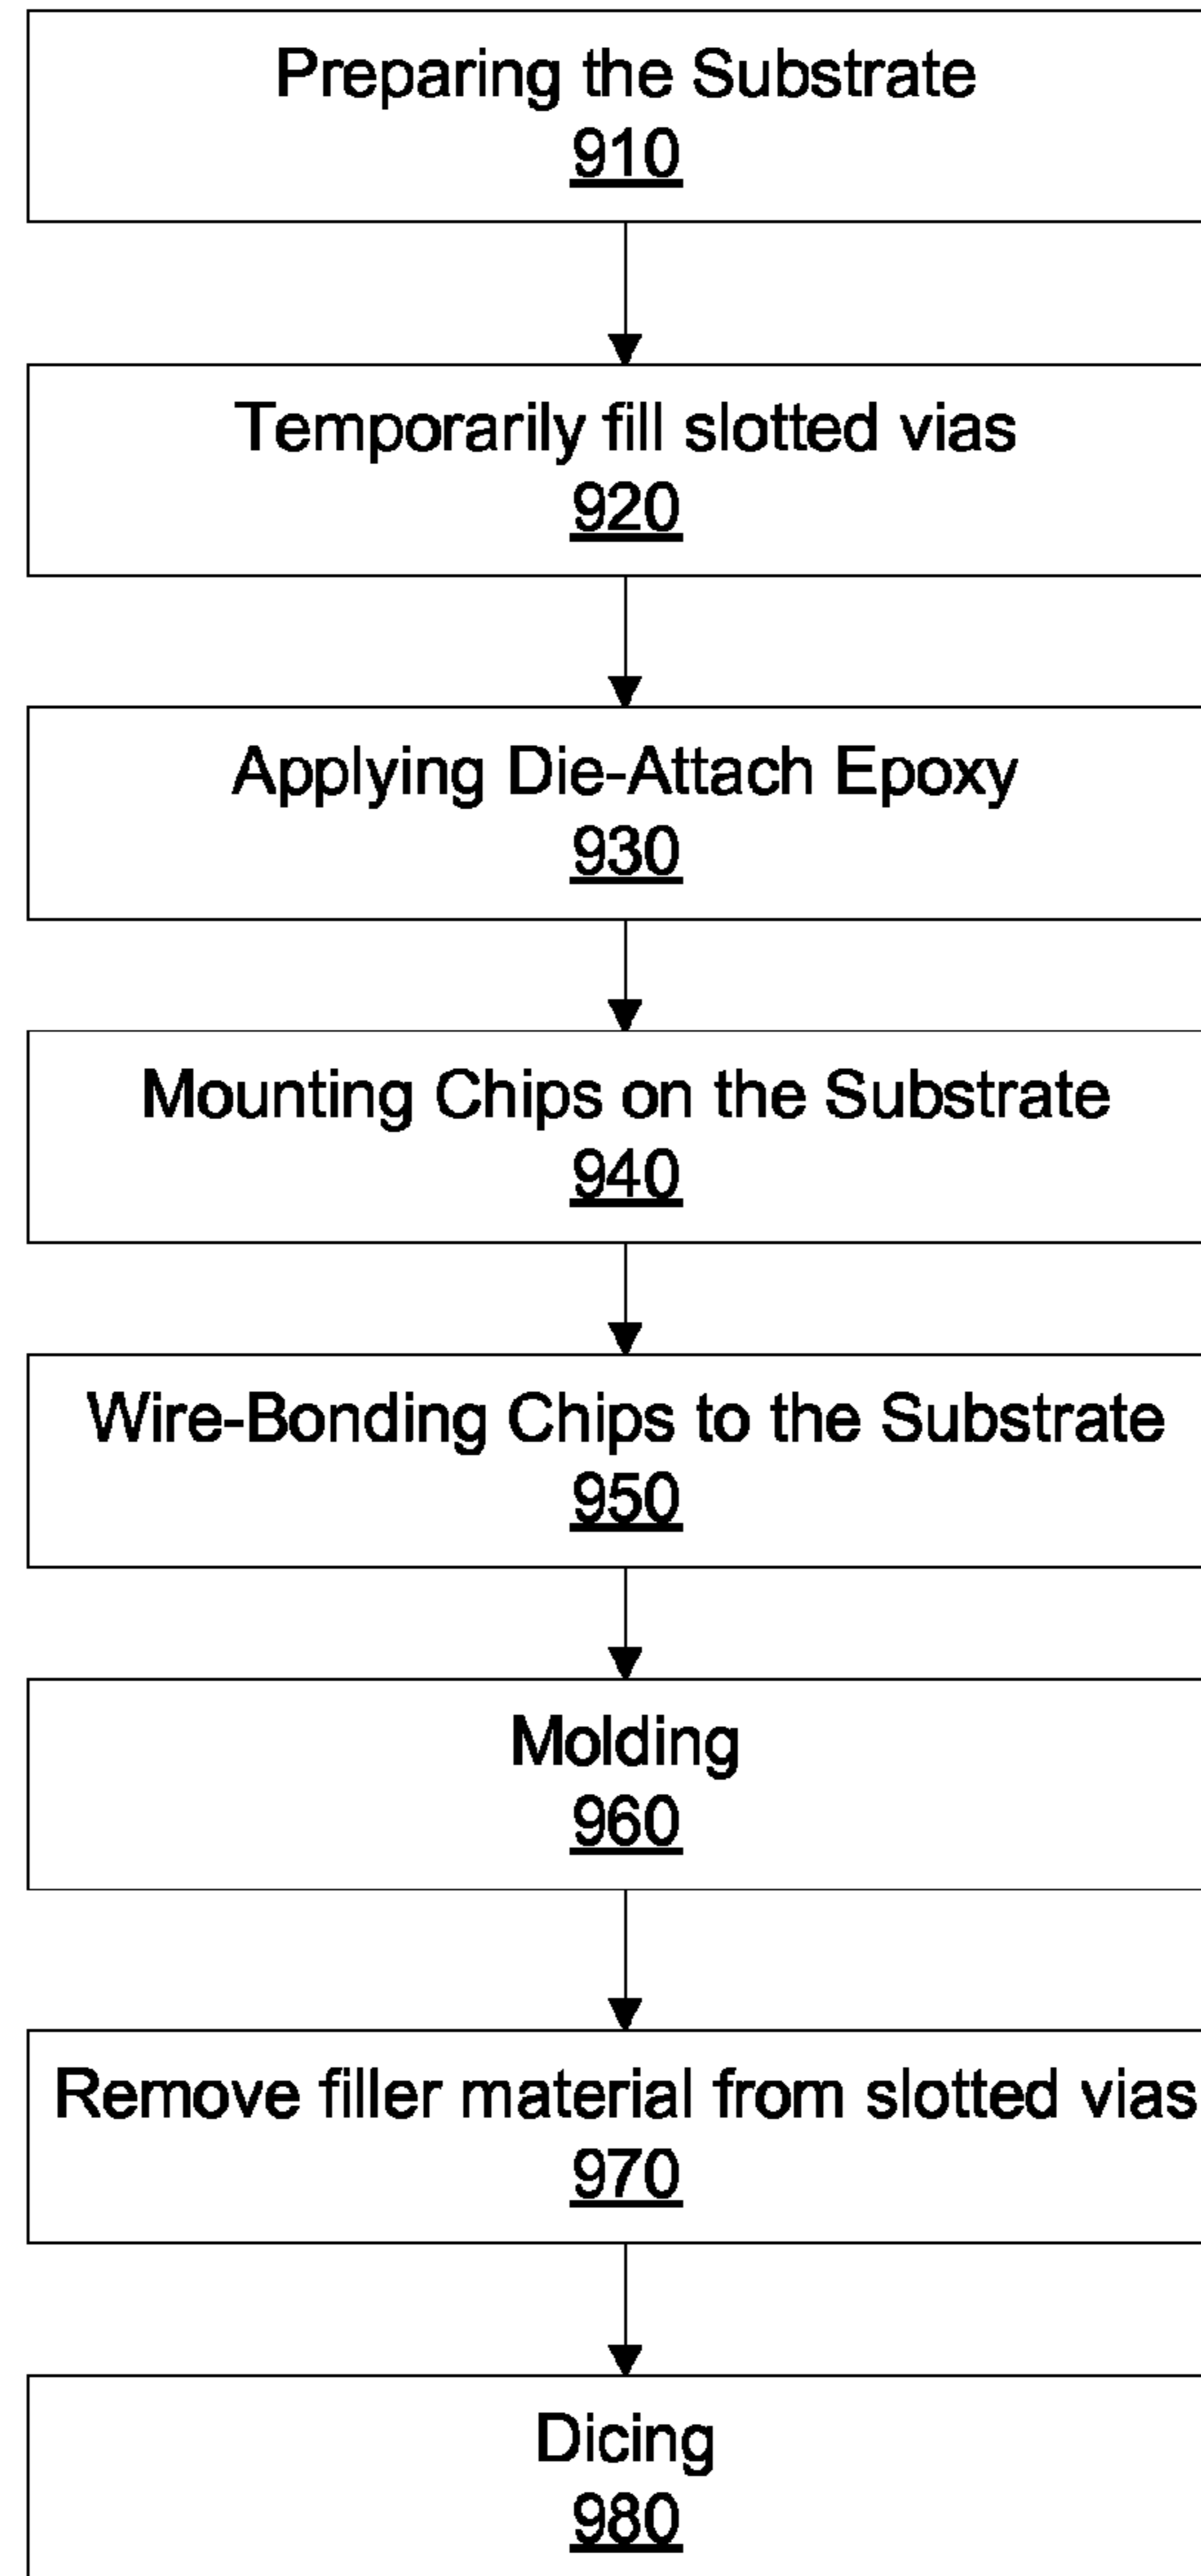 Preparing the Substrate
910
Temporarily fill slotted vias
920
Applying Die-Attach Epoxy
930
Mounting Chips on the Substrate
940
Wire-Bonding Chips to the Substrate
950
Molding
960
Remove filler material from slotted vias
970
Dicing
980